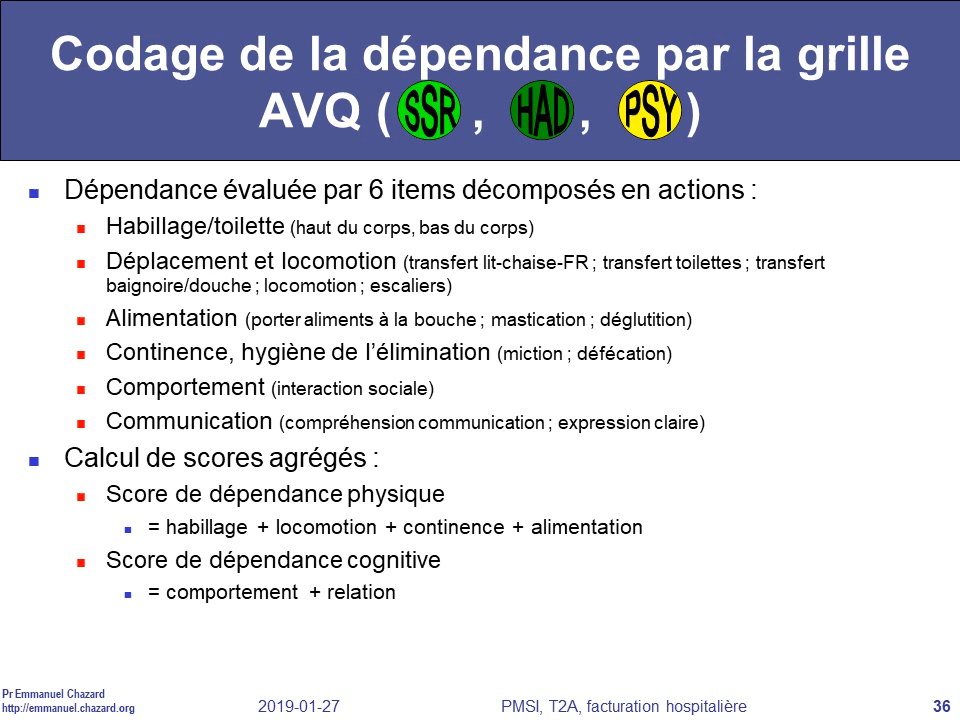 Codage de la dépendance par la grille
AVQ ( SSR , HAD , PSY )
Dépendance évaluée par 6 items décomposés en actions :
Habillage/toilette (haut du corps, bas du corps)
Déplacement et locomotion (transfert lit-chaise-FR ; transfert toilettes ; transfert
baignoire/douche ; locomotion ; escaliers)
Alimentation (porter aliments à la bouche ; mastication ; déglutition)
Continence, hygiène de l’élimination (miction ; défécation)
Comportement (interaction sociale)
Communication (compréhension communication ; expression claire)
Calcul de scores agrégés :
Score de dépendance physique
= habillage + locomotion + continence + alimentation
Score de dépendance cognitive
= comportement + relation
Pr Emmanuel Chazard
http://emmanuel.chazard.org
2019-01-27
PMSI, T2A, facturation hospitalière
36